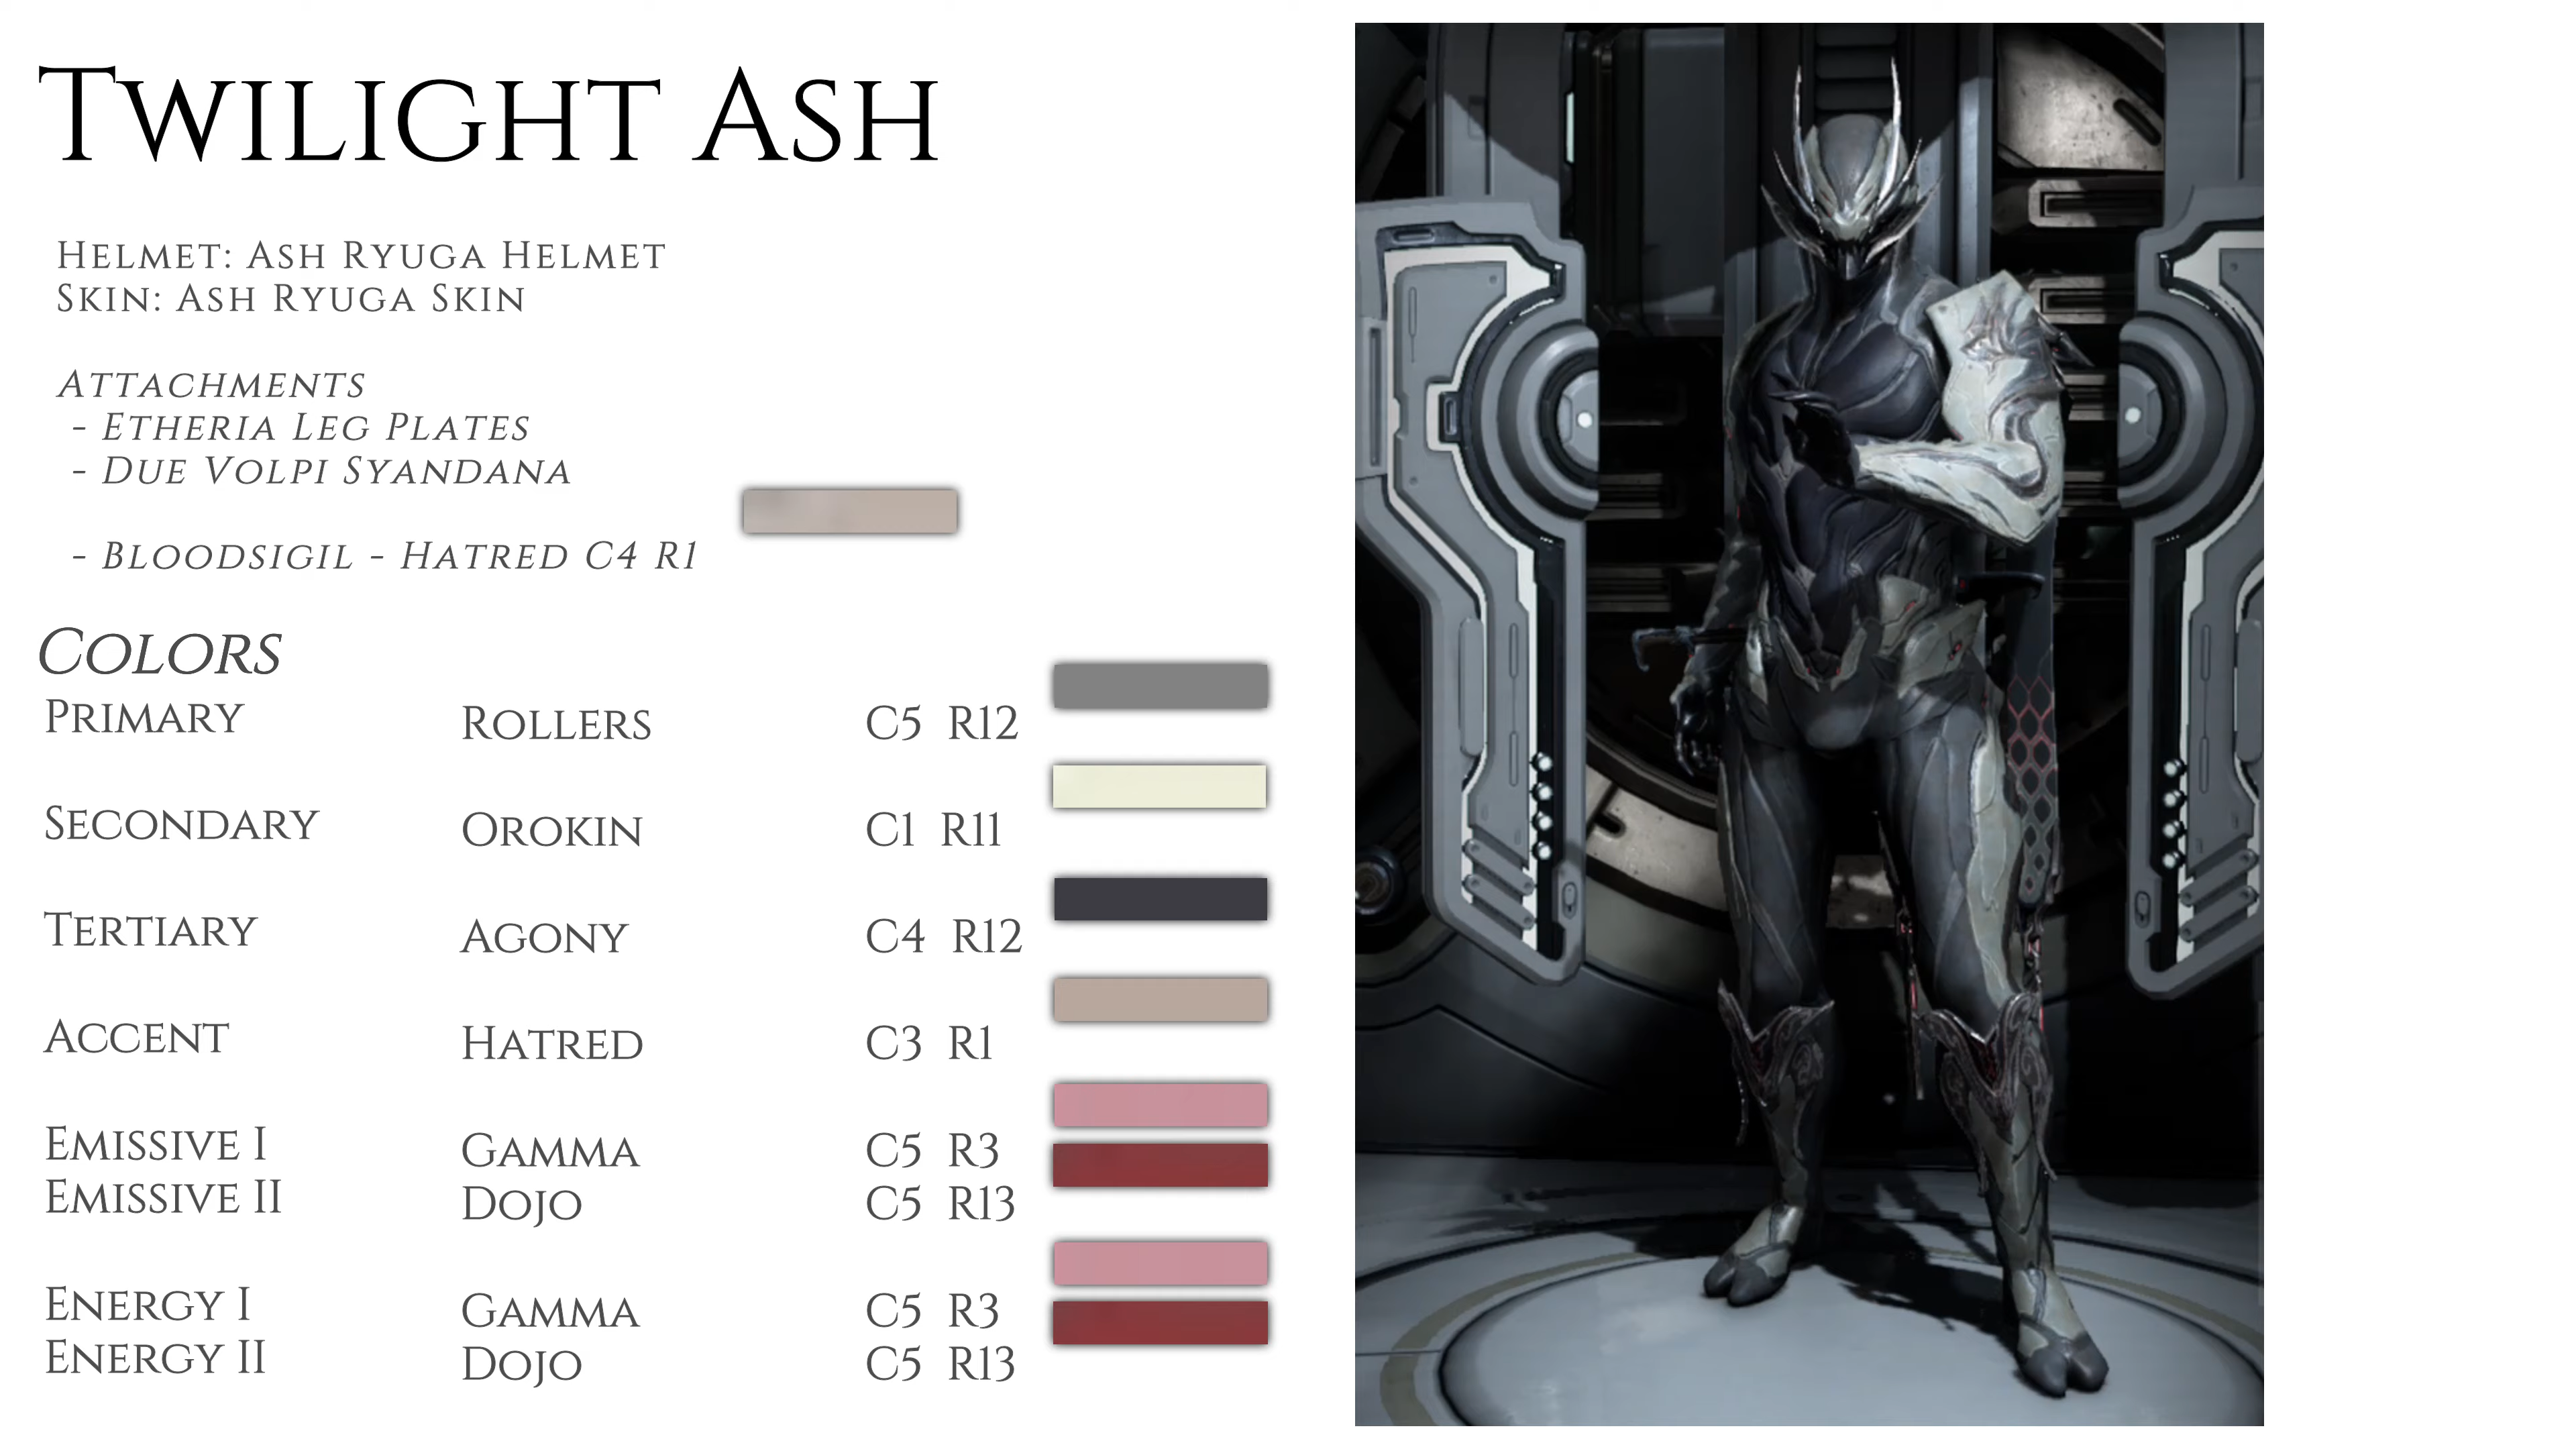 Twilight Ash
Helmet: Ash Ryuga Helmet
Skin: Ash Ryuga Skin
Attachments
- Etheria Leg Plates
- Due Volpi Syandana
- Bloodsigil - Hatred C4 R1
Colors
Primary Rollers C5 R12
Secondary Orokin C1 R11
Tertiary Agony C4 R12
Accent Hatred C3 R1
Emissive I Gamma C5 R3
Emissive II Dojo C5 R13
Energy I Gamma C5 R3
Energy II Dojo C5 R13